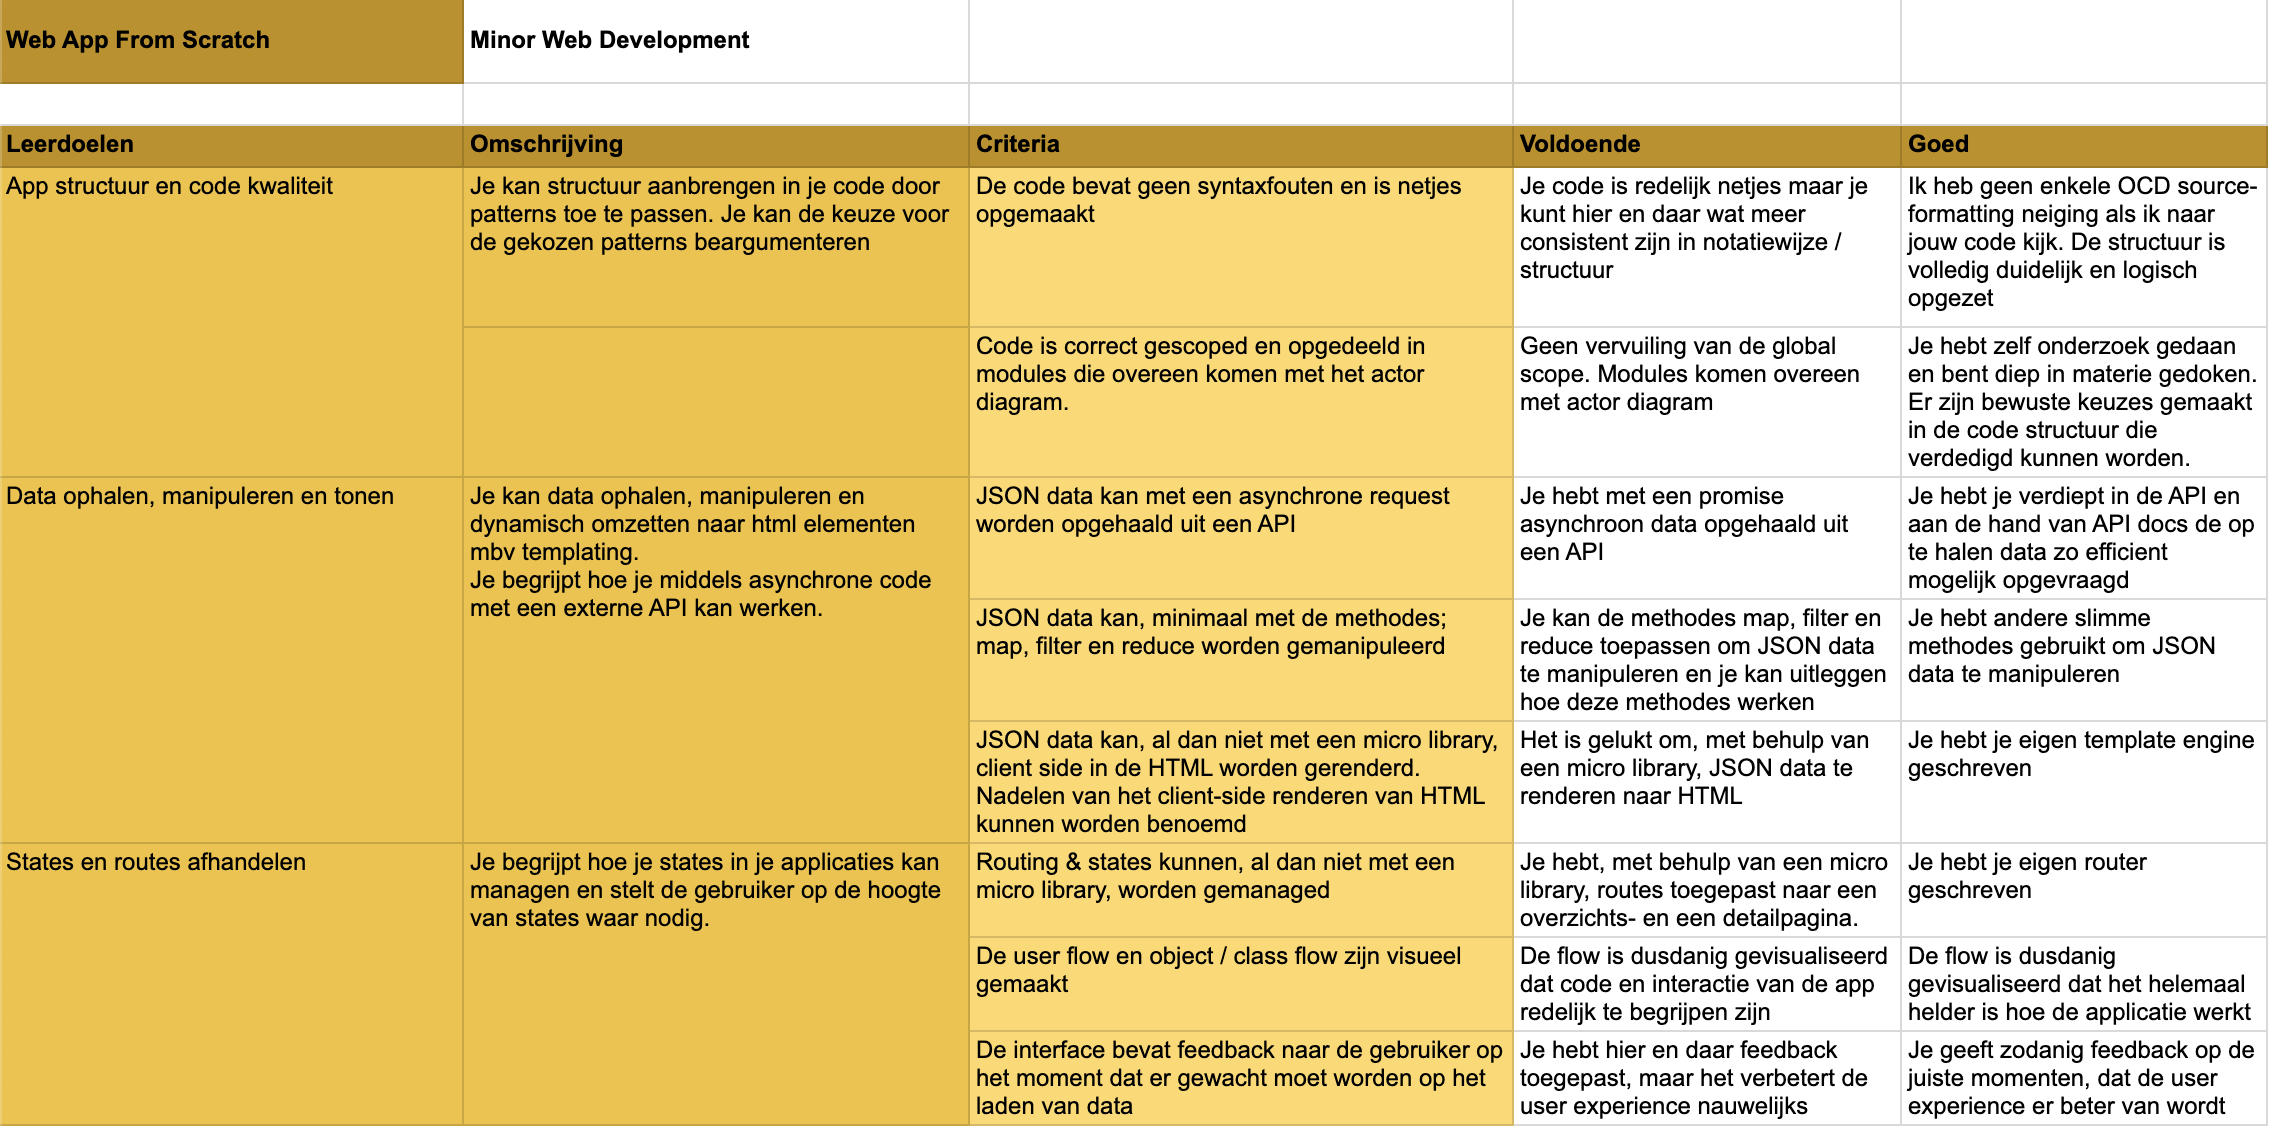 Web App From Scratch
Minor Web Development
Leerdoelen
Omschrijving
Criteria
Voldoende
Goed
App structuur en code kwaliteit
Je kan structuur aanbrengen in je code door
patterns toe te passen. Je kan de keuze voor
de gekozen patterns beargumenteren
De code bevat geen syntaxfouten en is netjes
opgemaakt
Je code is redelijk netjes maar je
kunt hier en daar wat meer
consistent zijn in notatiewijze /
structuur
Ik heb geen enkele OCD source-
formatting neiging als ik naar
jouw code kijk. De structuur is
volledig duidelijk en logisch
opgezet
Code is correct gescoped en opgedeeld in
modules die overeen komen met het actor
diagram.
Geen vervuiling van de global
scope. Modules komen overeen
met actor diagram
Je hebt zelf onderzoek gedaan
en bent diep in materie gedoken.
Er zijn bewuste keuzes gemaakt
in de code structuur die
verdedigd kunnen worden.
Data ophalen, manipuleren en tonen
Je kan data ophalen, manipuleren en
dynamisch omzetten naar html elementen
mbv templating.
Je begrijpt hoe je middels asynchrone code
met een externe API kan werken.
JSON data kan met een asynchrone request
worden opgehaald uit een API
Je hebt met een promise
asynchroon data opgehaald uit
een API
Je hebt je verdiept in de API en
aan de hand van API docs de op
te halen data zo efficient
mogelijk opgevraagd
JSON data kan, minimaal met de methodes;
map, filter en reduce worden gemanipuleerd
Je kan de methodes map, filter en
reduce toepassen om JSON data
te manipuleren en je kan uitleggen
hoe deze methodes werken
Je hebt andere slimme
methodes gebruikt om JSON
data te manipuleren
JSON data kan, al dan niet met een micro library,
client side in de HTML worden gerenderd.
Nadelen van het client-side renderen van HTML
kunnen worden benoemd
Het is gelukt om, met behulp van
een micro library, JSON data te
renderen naar HTML
Je hebt je eigen template engine
geschreven
States en routes afhandelen
Je begrijpt hoe je states in je applicaties kan
managen en stelt de gebruiker op de hoogte
van states waar nodig.
Routing & states kunnen, al dan niet met een
micro library, worden gemanaged
Je hebt, met behulp van een micro
library, routes toegepast naar een
overzichts- en een detailpagina.
Je hebt je eigen router
geschreven
De user flow en object / class flow zijn visueel
gemaakt
De flow is dusdanig gevisualiseerd
dat code en interactie van de app
redelijk te begrijpen zijn
De flow is dusdanig
gevisualiseerd dat het helemaal
helder is hoe de applicatie werkt
De interface bevat feedback naar de gebruiker op
het moment dat er gewacht moet worden op het
laden van data
Je hebt hier en daar feedback
toegepast, maar het verbetert de
user experience nauwelijks
Je geeft zodanig feedback op de
juiste momenten, dat de user
experience er beter van wordt